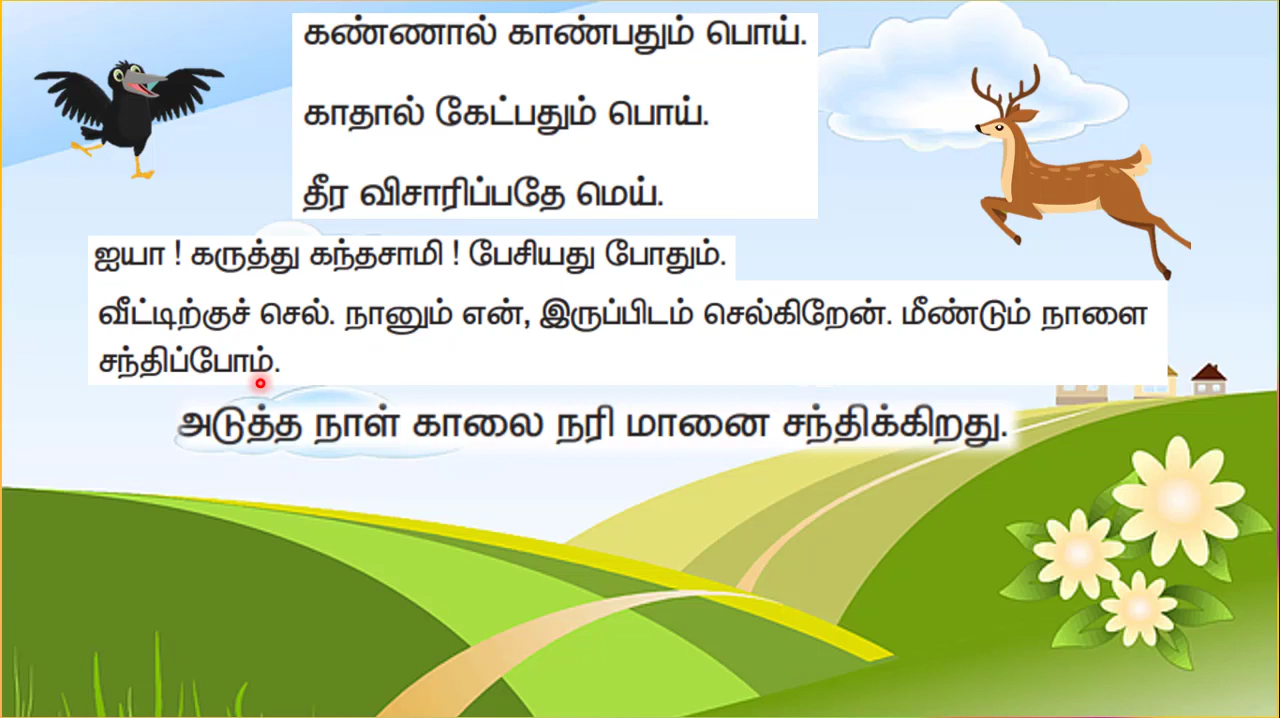 கண்ணால் காண்பதும் பொய்.
காதால் கேட்பதும் பொய்.
தீர விசாரிப்பதே மெய்.
ஐயா ! கருத்து கந்தசாமி ! பேசியது போதும்.
வீட்டிற்குச் செல். நானும் என், இருப்பிடம் செல்கிறேன். மீண்டும் நாளை
சந்திப்போம்.
அடுத்த நாள் காலை நரி மானை சந்திக்கிறது.